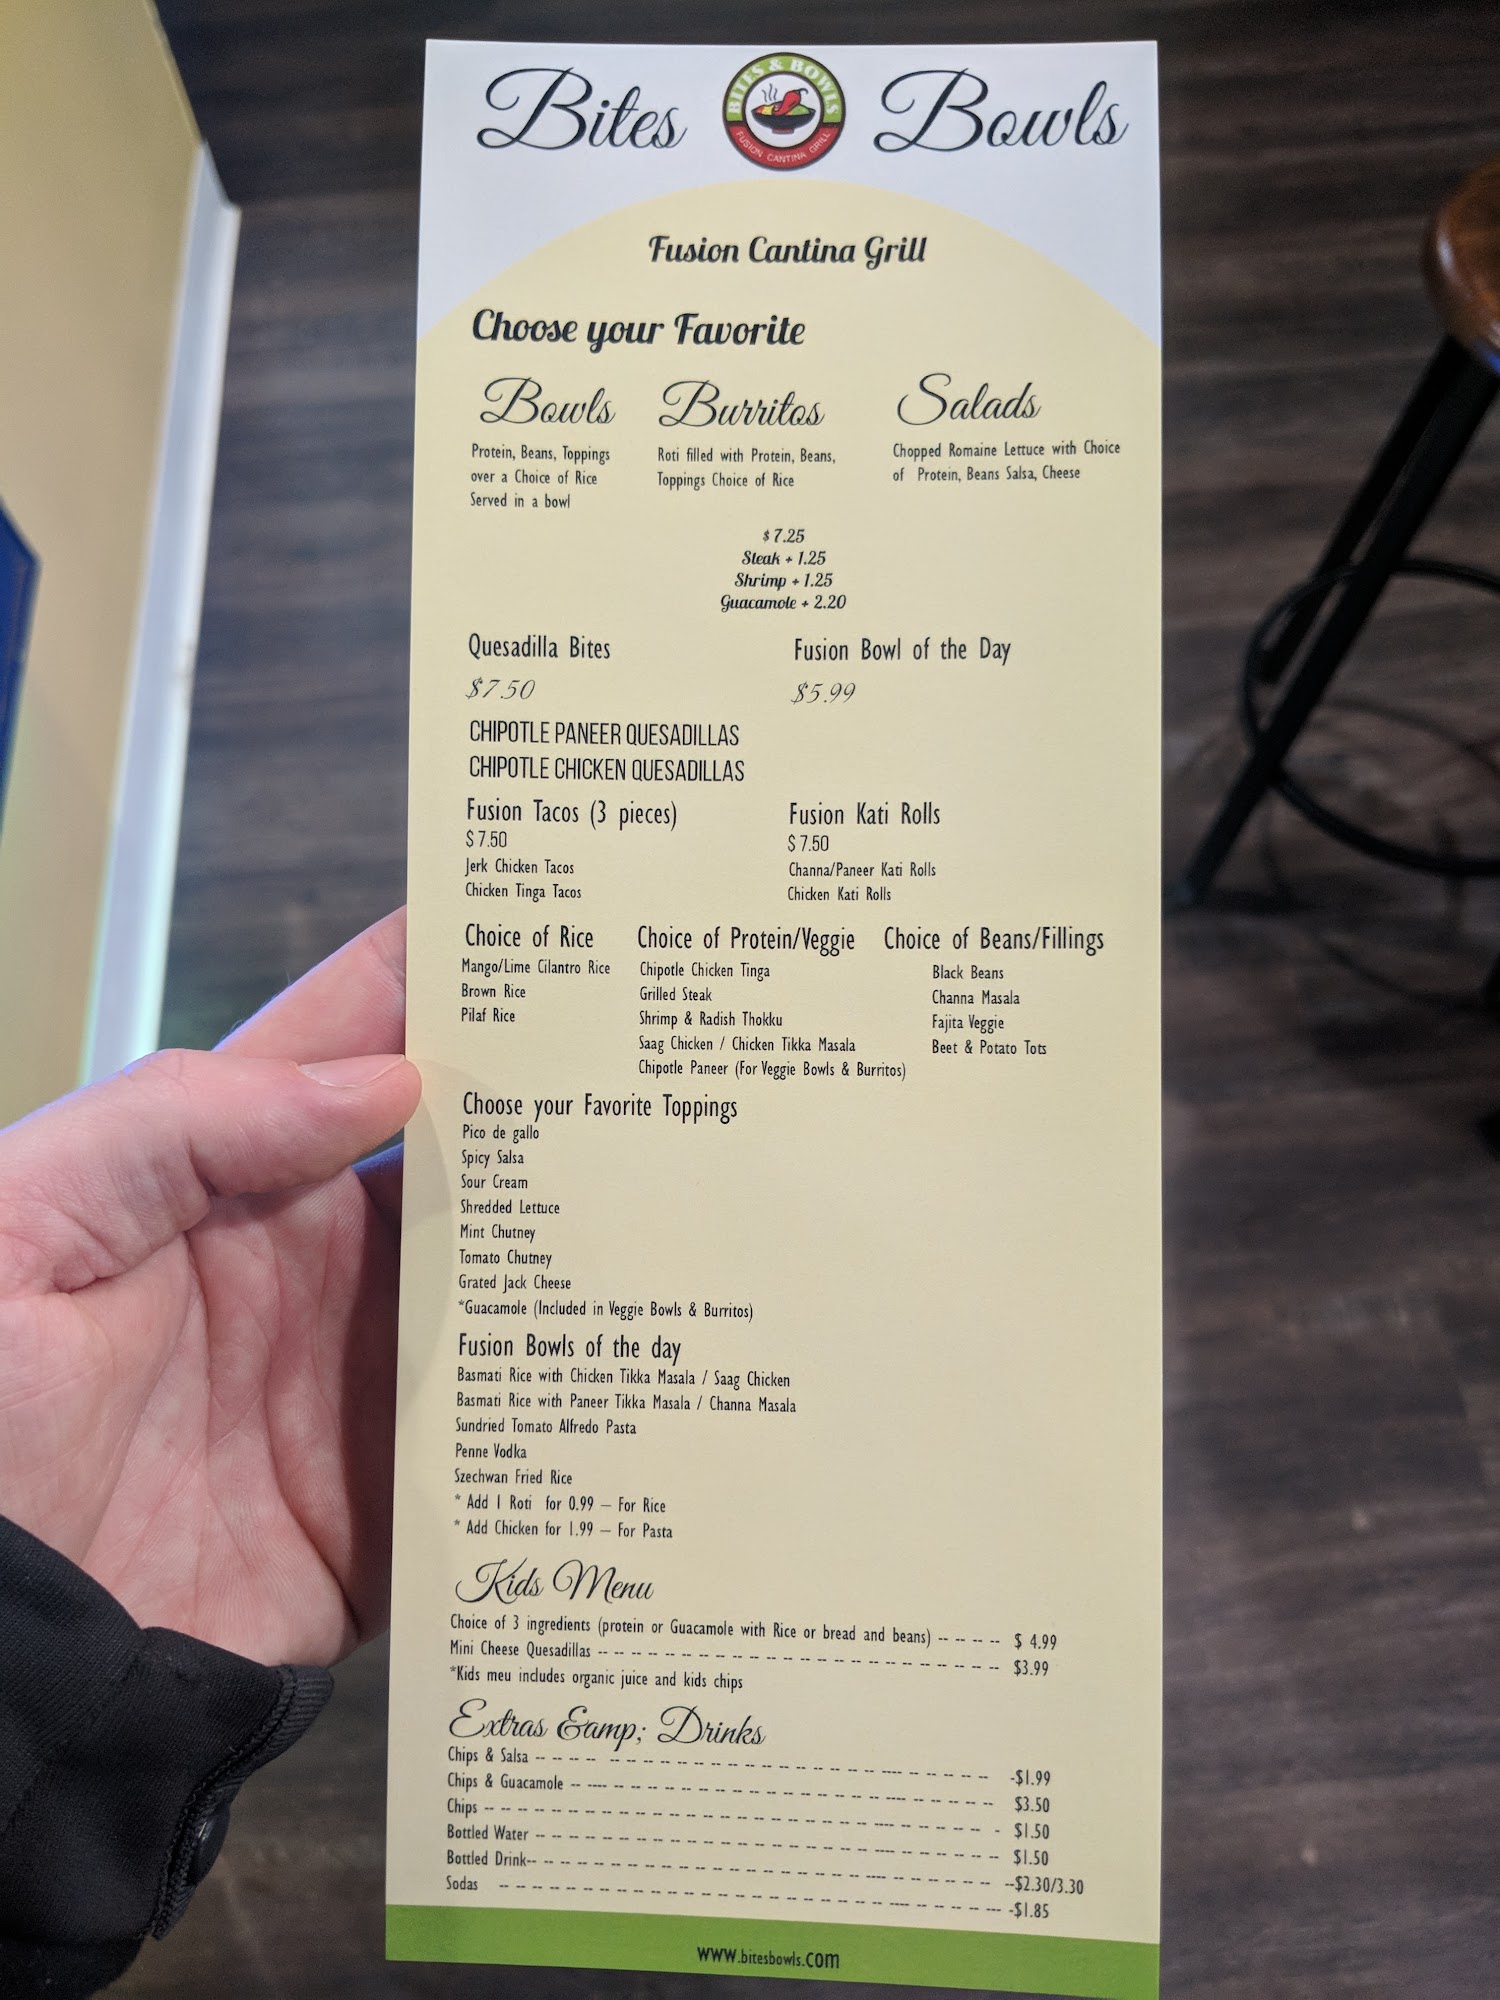 Bites Bowls
BITES & BOWLS
FUSION CANTINA GRILL
Fusion Cantina Grill
Choose your Favorite
Bowls
Protein, Beans, Toppings
over a Choice of Rice
Served in a bowl
Burritos
Roti filled with Protein, Beans,
Toppings Choice of Rice
Salads
Chopped Romaine Lettuce with Choice
of Protein, Beans Salsa, Cheese
$7.25
Steak + 1.25
Shrimp + 1.25
Guacamole + 2.20
Quesadilla Bites
$7.50
Fusion Bowl of the Day
$5.99
CHIPOTLE PANEER QUESADILLAS
CHIPOTLE CHICKEN QUESADILLAS
Fusion Tacos (3 pieces)
$7.50
Jerk Chicken Tacos
Chicken Tinga Tacos
Fusion Kati Rolls
$7.50
Channa/Paneer Kati Rolls
Chicken Kati Rolls
Choice of Rice
Mango/Lime Cilantro Rice
Brown Rice
Pilaf Rice
Choice of Protein/Veggie
Chipotle Chicken Tinga
Grilled Steak
Shrimp & Radish Thokku
Saag Chicken / Chicken Tikka Masala
Chipotle Paneer (For Veggie Bowls & Burritos)
Choice of Beans/Fillings
Black Beans
Channa Masala
Fajita Veggie
Beet & Potato Tots
Choose your Favorite Toppings
Pico de gallo
Spicy Salsa
Sour Cream
Shredded Lettuce
Mint Chutney
Tomato Chutney
Grated Jack Cheese
*Guacamole (Included in Veggie Bowls & Burritos)
Fusion Bowls of the day
Basmati Rice with Chicken Tikka Masala / Saag Chicken
Basmati Rice with Paneer Tikka Masala / Channa Masala
Sundried Tomato Alfredo Pasta
Penne Vodka
Szechwan Fried Rice
* Add 1 Roti for 0.99 – For Rice
* Add Chicken for 1.99 – For Pasta
Kids Menu
Choice of 3 ingredients (protein or Guacamole with Rice or bread and beans) -- -- -- -- $ 4.99
Mini Cheese Quesadillas -- -- -- -- -- -- -- -- -- -- -- -- -- -- -- -- -- -- -- -- -- -- -- $3.99
*Kids meu includes organic juice and kids chips
Extras &amp; Drinks
Chips & Salsa -- -- -- -- -- -- -- -- -- -- -- -- -- -- -- -- -- -- -- -- -- -- -- -- -- -$1.99
Chips & Guacamole -- ---- -- -- -- -- -- -- -- -- -- -- -- -- -- -- -- -- ---- -- -- -- -- -- $3.50
Chips -- -- -- -- -- -- -- -- -- -- -- -- -- -- -- -- -- -- -- -- -- -- ---- -- -- -- -- -- - $1.50
Bottled Water -- -- -- -- -- -- -- -- -- -- -- -- -- -- -- -- -- -- -- ---- -- -- -- -- -- -- $1.50
Bottled Drink-- -- -- -- -- -- -- -- -- -- -- -- -- -- -- -- -- -- -- ---- -- -- -- -- -- --$2.30/3.30
Sodas -- -- -- -- -- -- -- -- -- -- -- -- -- -- -- -- -- -- -- -- ---- -- -- -- -- -- --- -$1.85
www.bitesbowls.com